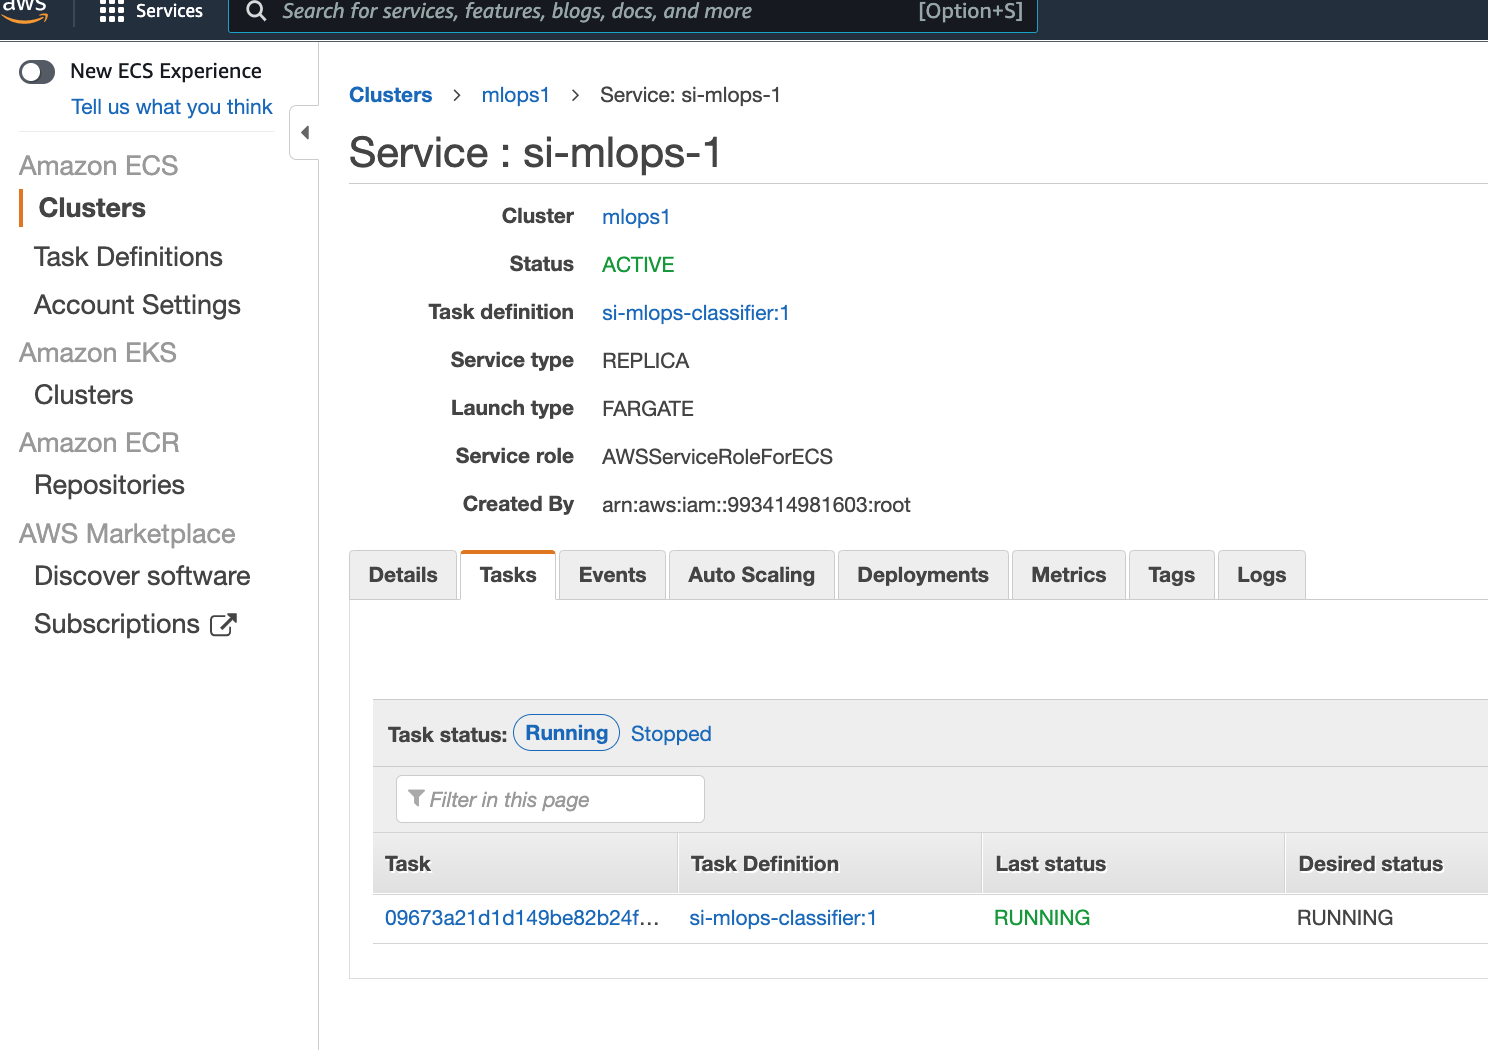 aws
Services
Search for services, features, blogs, docs, and more
[Option+S]
New ECS Experience
Tell us what you think
Amazon ECS
Clusters
Task Definitions
Account Settings
Amazon EKS
Clusters
Amazon ECR
Repositories
AWS Marketplace
Discover software
Subscriptions
Clusters > mlops1 > Service: si-mlops-1
Service : si-mlops-1
Cluster mlops1
Status ACTIVE
Task definition si-mlops-classifier:1
Service type REPLICA
Launch type FARGATE
Service role AWSServiceRoleForECS
Created By arn:aws:iam::993414981603:root
Details Tasks Events Auto Scaling Deployments Metrics Tags Logs
Task status: Running Stopped
Filter in this page
Task Task Definition Last status Desired status
09673a21d1d149be82b24f... si-mlops-classifier:1 RUNNING RUNNING